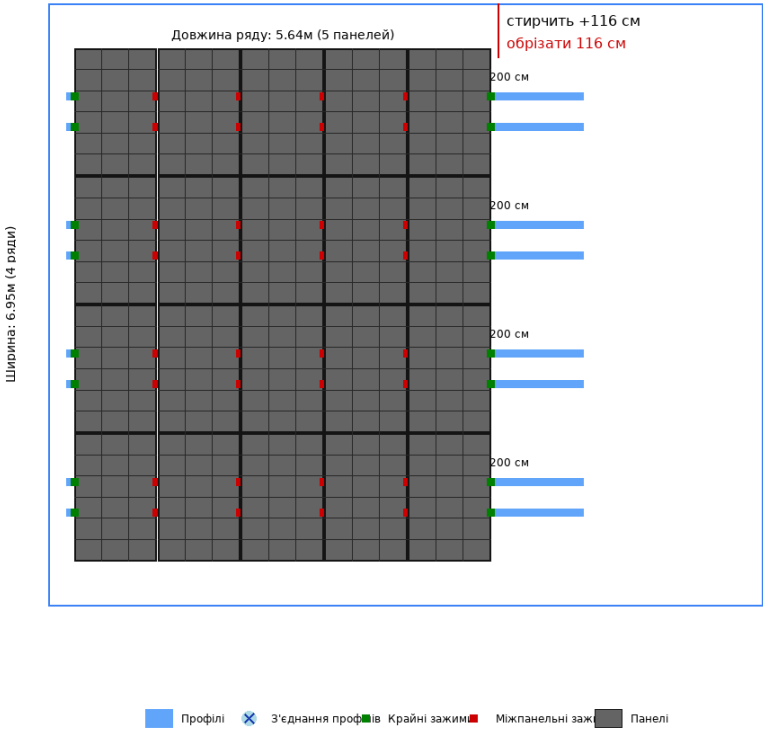 стирчить +116 см
обрізати 116 см
Довжина ряду: 5.64м (5 панелей)
200 см
200 см
200 см
200 см
Ширина: 6.95м (4 ряди)
Профілі
З'єднання профілів
Крайні зажими
Міжпанельні заж
Панелі